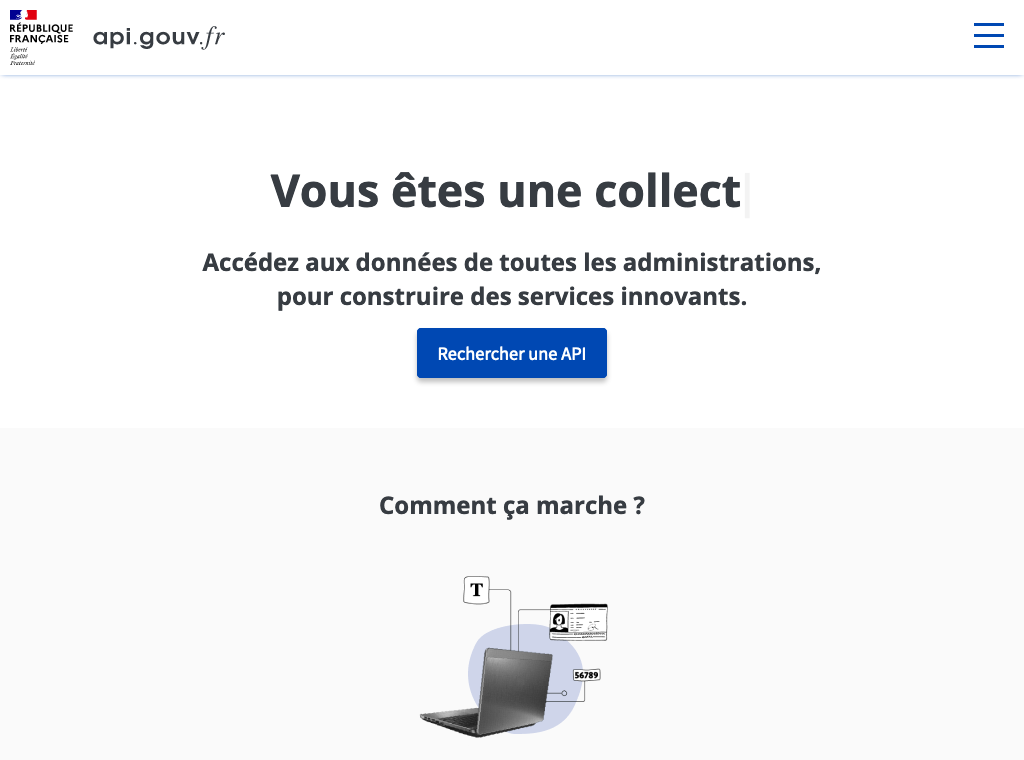 RÉPUBLIQUE
FRANÇAISE
Liberté
Égalité
Fraternité
api.gouv.fr
Vous êtes une collect
Accédez aux données de toutes les administrations,
pour construire des services innovants.
Rechercher une API
Comment ça marche ?
T
56789